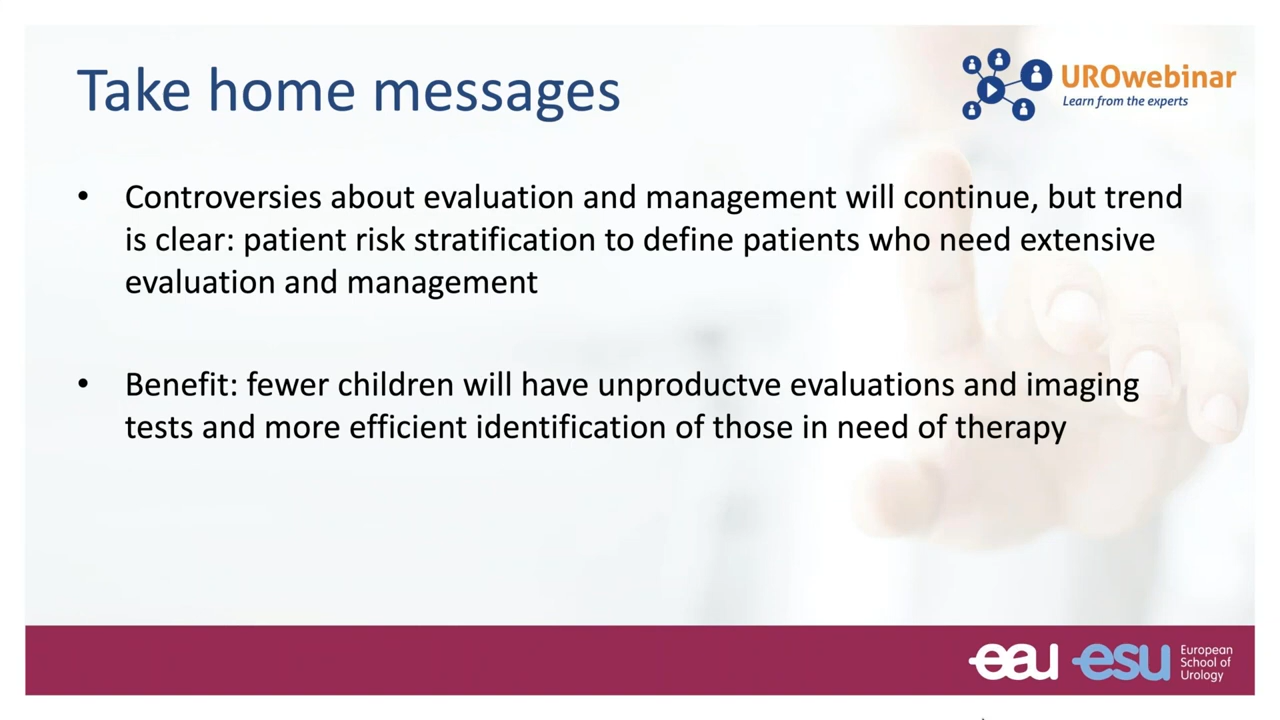 Take home messages
UROwebinar
Learn from the experts
• Controversies about evaluation and management will continue, but trend
is clear: patient risk stratification to define patients who need extensive
evaluation and management
• Benefit: fewer children will have unproductve evaluations and imaging
tests and more efficient identification of those in need of therapy
eau esu European
School of
Urology